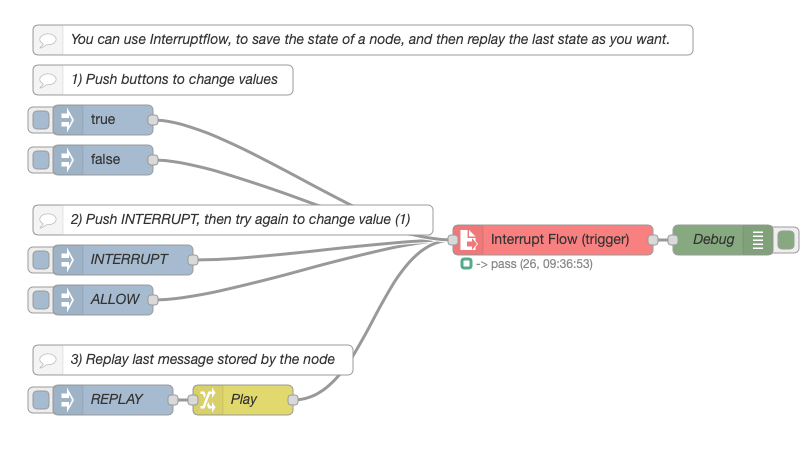 You can use Interruptflow, to save the state of a node, and then replay the last state as you want.
1) Push buttons to change values
true
false
2) Push INTERRUPT, then try again to change value (1)
INTERRUPT
ALLOW
Interrupt Flow (trigger)
-> pass (26, 09:36:53)
Debug
3) Replay last message stored by the node
REPLAY
Play